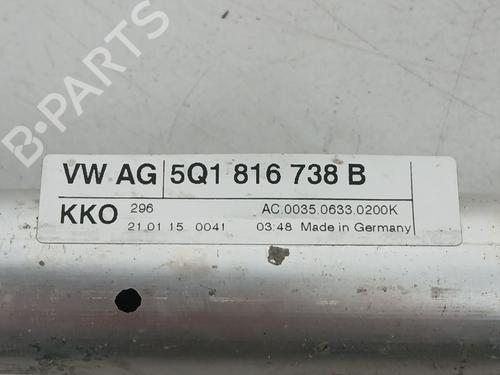 B-PARTS
VW AG 5Q1 816 738 B
KKO 296 AC.0035.0633.0200K
21.01 15 0041 03:48 Made in Germany